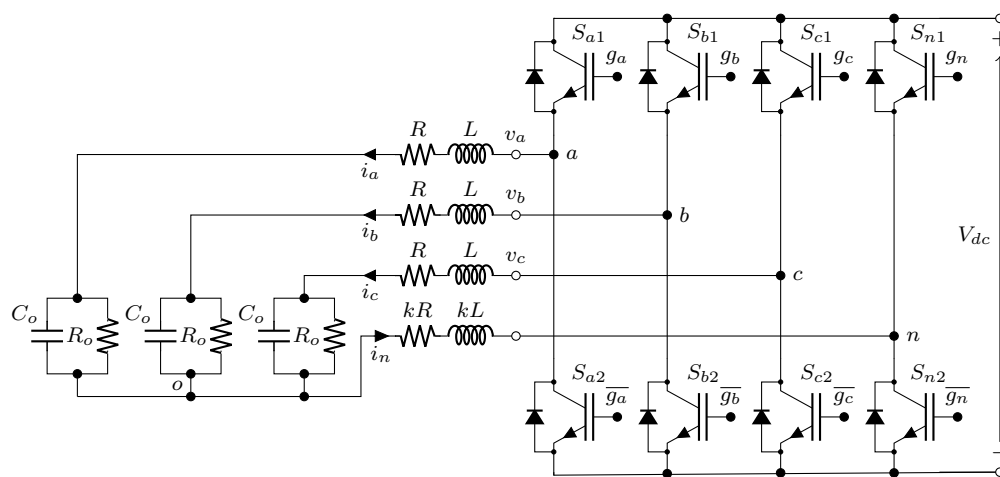 S_{a1} S_{b1} S_{c1} S_{n1}
g_a g_b g_c g_n
+
R L v_a
a
i_a
R L v_b
b
i_b
V_{dc}
R L v_c
c
i_c
C_o R_o C_o R_o C_o R_o
kR kL
n
i_n
o
S_{a2} S_{b2} S_{c2} S_{n2}
\overline{g_a} \overline{g_b} \overline{g_c} \overline{g_n}
−